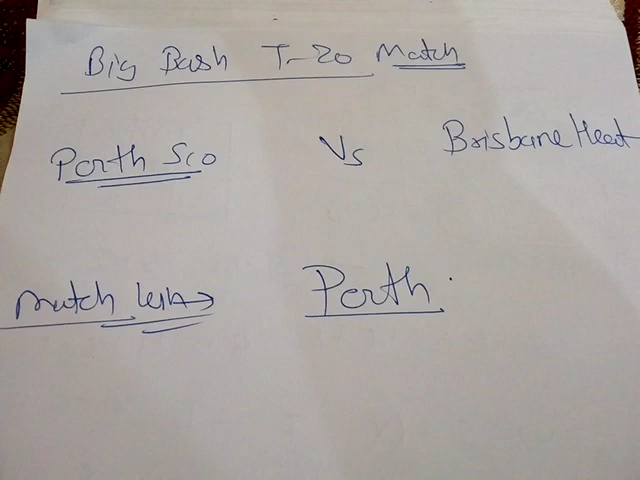 Big Bash T-20 Match
Perth Sco Vs Brisbane Heat
Match Win→ Perth.